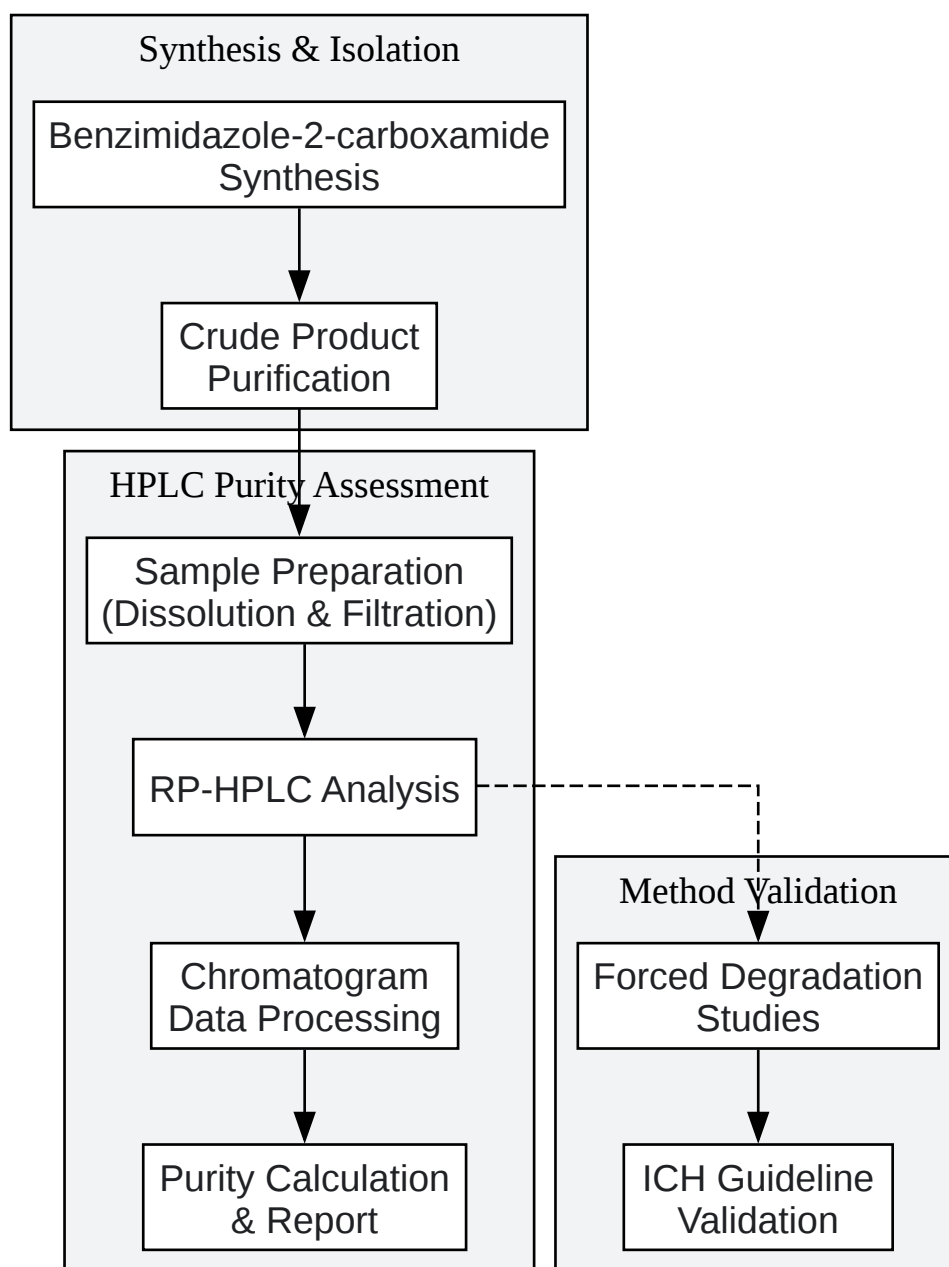 Synthesis & Isolation
Benzimidazole-2-carboxamide
Synthesis
Crude Product
Purification
HPLC Purity Assessment
Sample Preparation
(Dissolution & Filtration)
RP-HPLC Analysis
Chromatogram
Data Processing
Purity Calculation
& Report
Method Validation
Forced Degradation
Studies
ICH Guideline
Validation